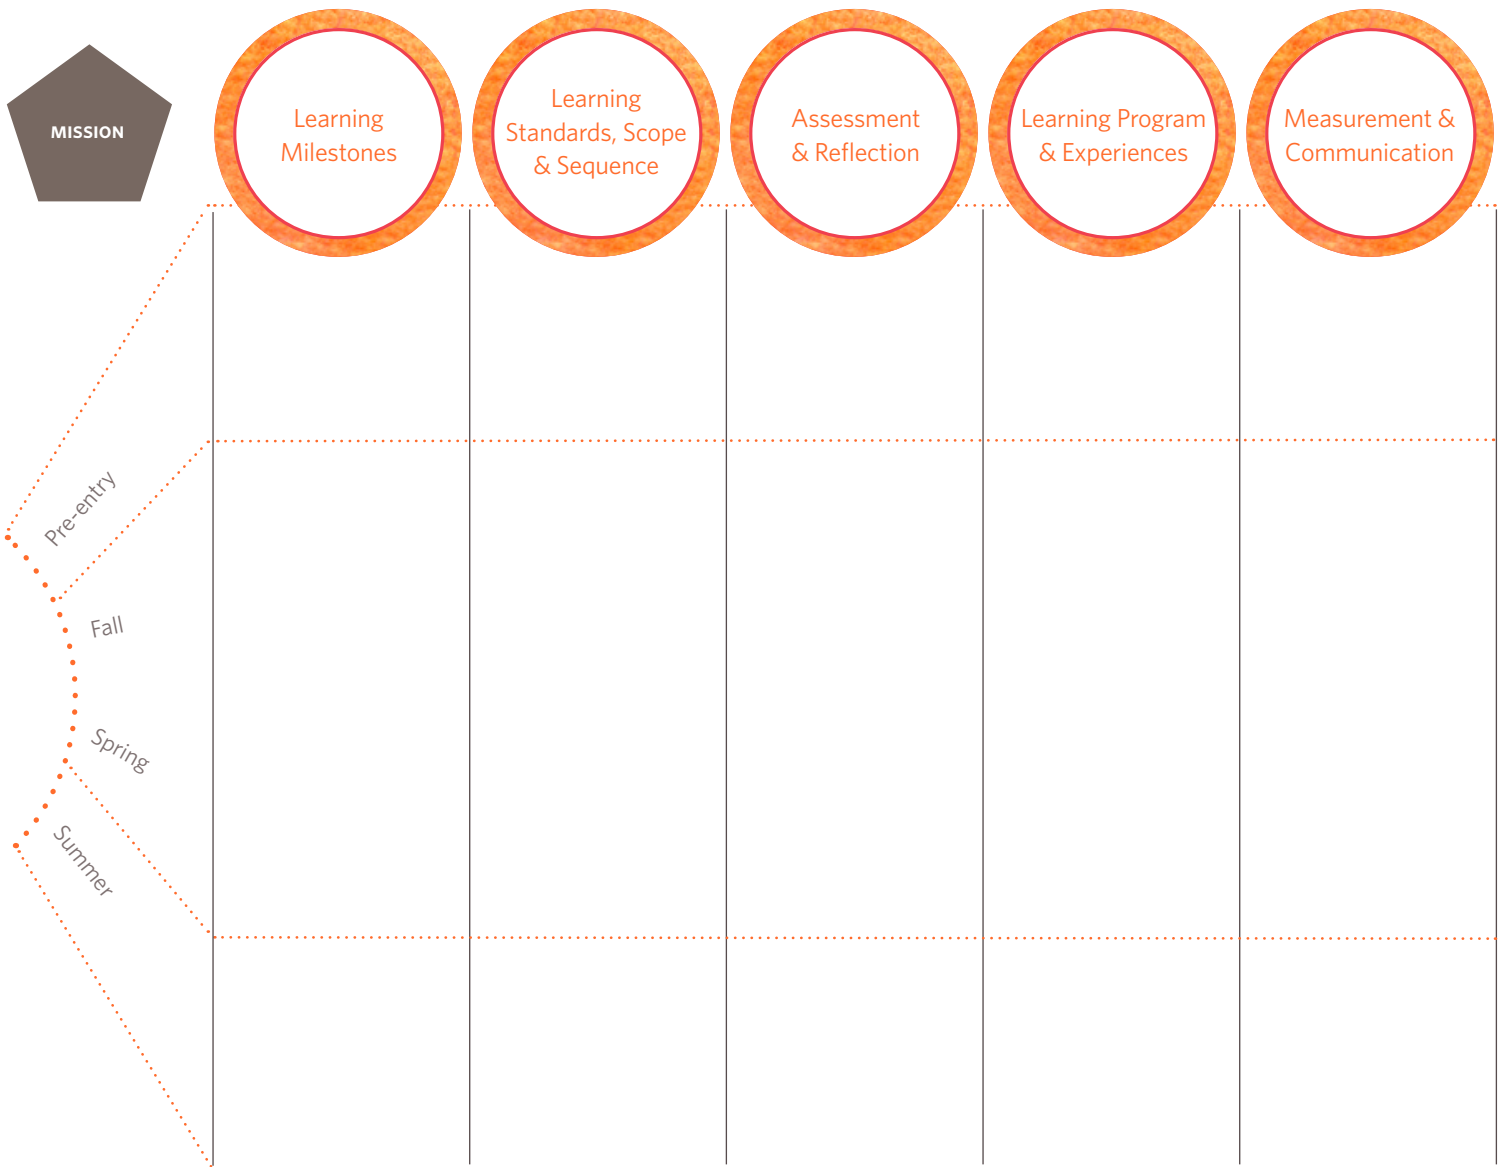 MISSION
Learning
Milestones
Learning
Standards, Scope
& Sequence
Assessment
& Reflection
Learning Program
& Experiences
Measurement &
Communication
Pre-entry
Fall
Spring
Summer